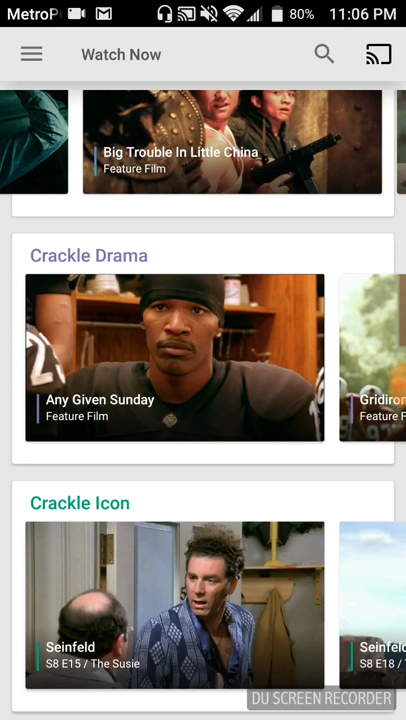 MetroP
80%
11:06 PM
Watch Now
Big Trouble In Little China
Feature Film
Crackle Drama
Any Given Sunday
Feature Film
Gridiron
Feature F
Crackle Icon
Seinfeld
S8 E15 / The Susie
Seinfeld
S8 E18 /
DU SCREEN RECORDER